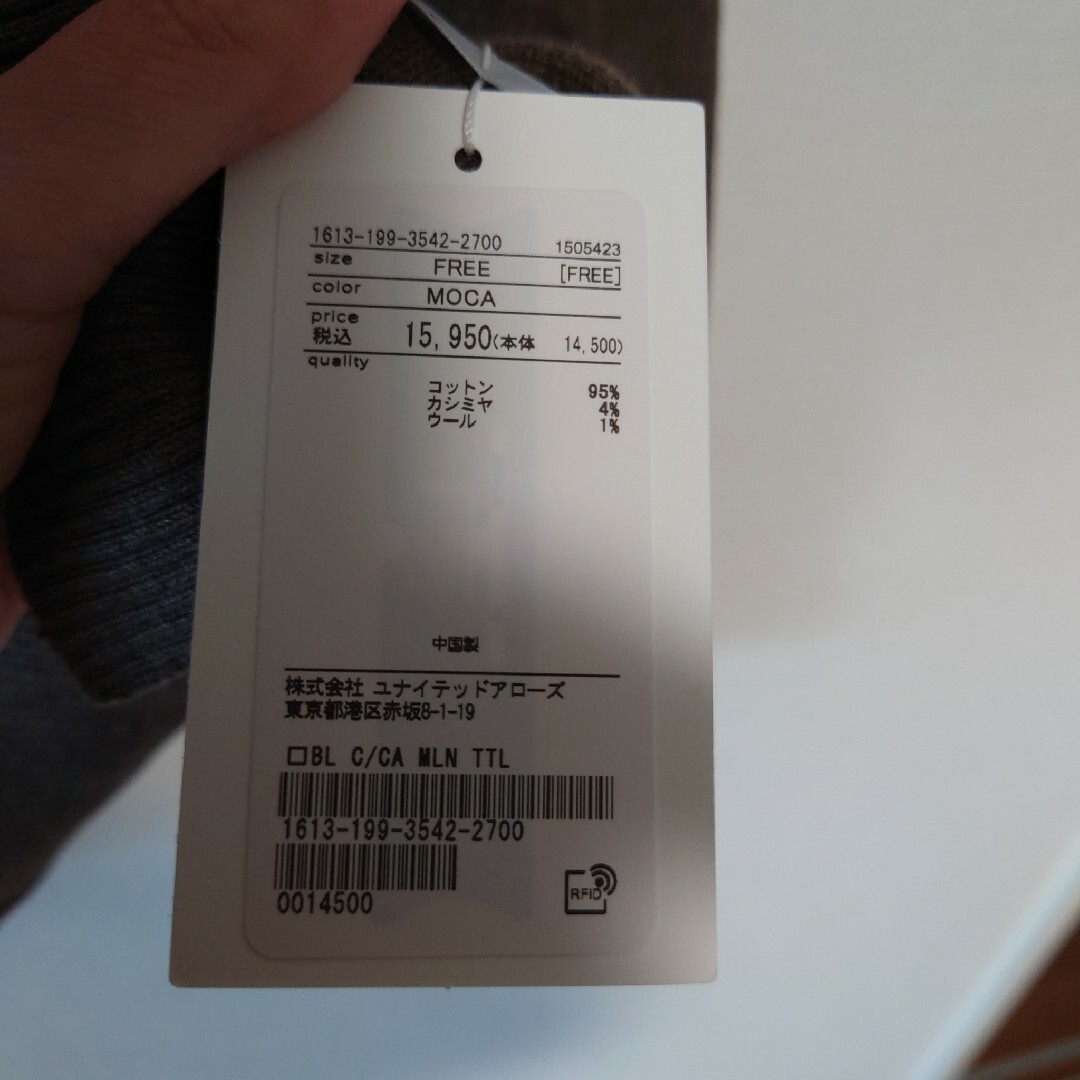 1613-199-3542-2700 1505423
size FREE [FREE]
color MOCA
price
税込 15,950(本体 14,500)
quality
コットン 95%
カシミヤ 4%
ウール 1%
中国製
株式会社 ユナイテッドアローズ
東京都港区赤坂8-1-19
□BL C/CA MLN TTL
1613-199-3542-2700
0014500
RFID